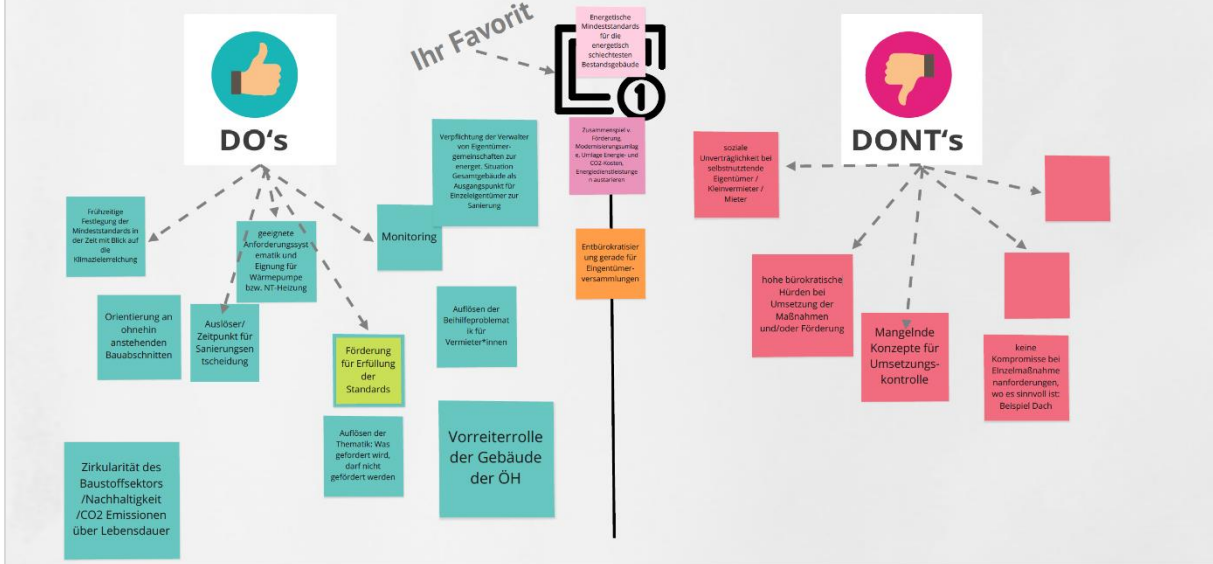 Ihr Favorit
1
Energetische
Mindeststandards
für die
energetisch
schlechtesten
Bestandsgebäude
DO's
Verpflichtung der Verwalter
von Eigentümer-
gemeinschaften zur
energet. Situation
Gesamtgebäude als
Ausgangspunkt für
Einzeleigentümer zur
Sanierung
Zusammenspiel v.
Förderung,
Modernisierungsumlag
e, Umlage Energie- und
CO2-Kosten,
Energiedienstleistunge
n austarieren
DONT's
soziale
Unverträglichkeit bei
selbstnutztende
Eigentümer /
Kleinvermieter /
Mieter
Frühzeitige
Festlegung der
Mindeststandards in
der Zeit mit Blick auf
die
Klimazielerreichung
geeignete
Anforderungssyst
ematik und
Eignung für
Wärmepumpe
bzw. NT-Heizung
Monitoring
Entbürokratisier
ung gerade für
Eingentümer-
versammlungen
hohe bürokratische
Hürden bei
Umsetzung der
Maßnahmen
und/oder Förderung
Orientierung an
ohnehin
anstehenden
Bauabschnitten
Auslöser/
Zeitpunkt für
Sanierungsen
tscheidung
Auflösen der
Beihilfeproblemat
ik für
Vermieter*innen
Förderung
für Erfüllung
der
Standards
Mangelnde
Konzepte für
Umsetzungs-
kontrolle
keine
Kompromisse bei
Einzelmaßnahme
nanforderungen,
wo es sinnvoll ist:
Beispiel Dach
Auflösen der
Thematik: Was
gefordert wird,
darf nicht
gefördert werden
Vorreiterrolle
der Gebäude
der ÖH
Zirkularität des
Baustoffsektors
/Nachhaltigkeit
/CO2 Emissionen
über Lebensdauer